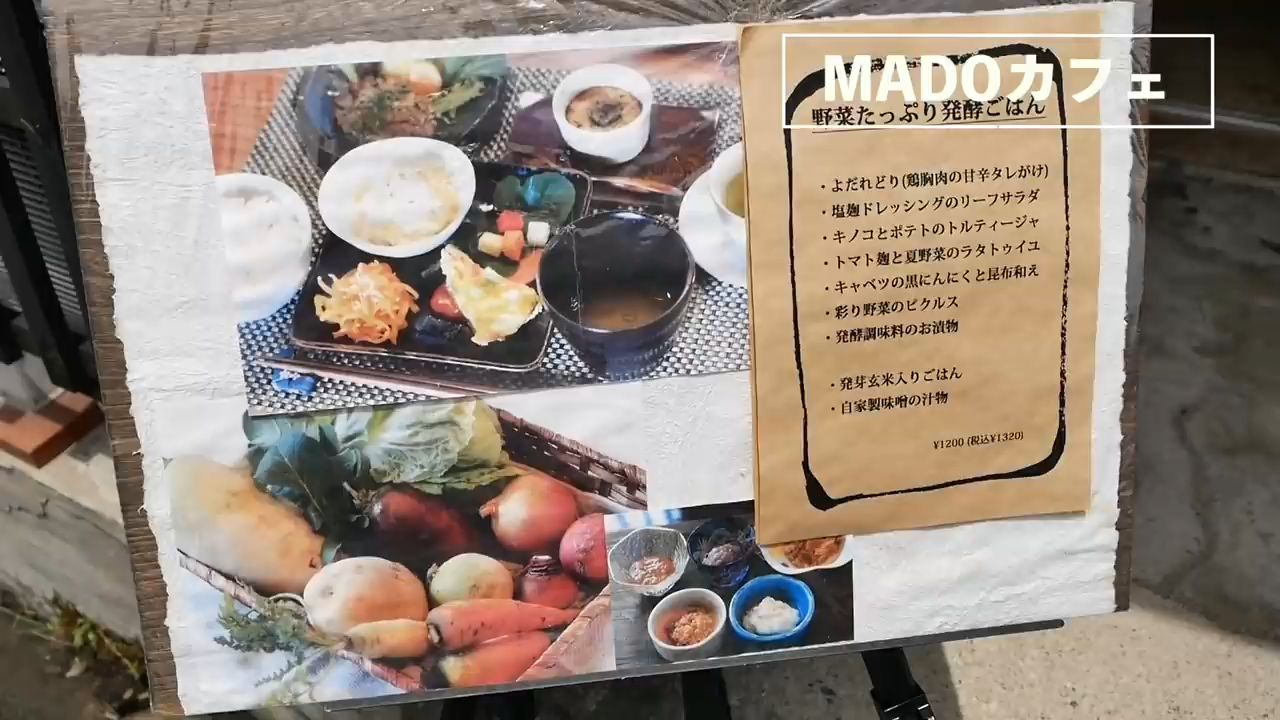 MADOカフェ
野菜たっぷり発酵ごはん
・よだれどり(鶏胸肉の甘辛タレがけ)
・塩麹ドレッシングのリーフサラダ
・キノコとポテトのトルティージャ
・トマト麹と夏野菜のラタトゥイユ
・キャベツの黒にんにくと昆布和え
・彩り野菜のピクルス
・発酵調味料のお漬物
・発芽玄米入りごはん
・自家製味噌の汁物
¥1200 (税込¥1320)